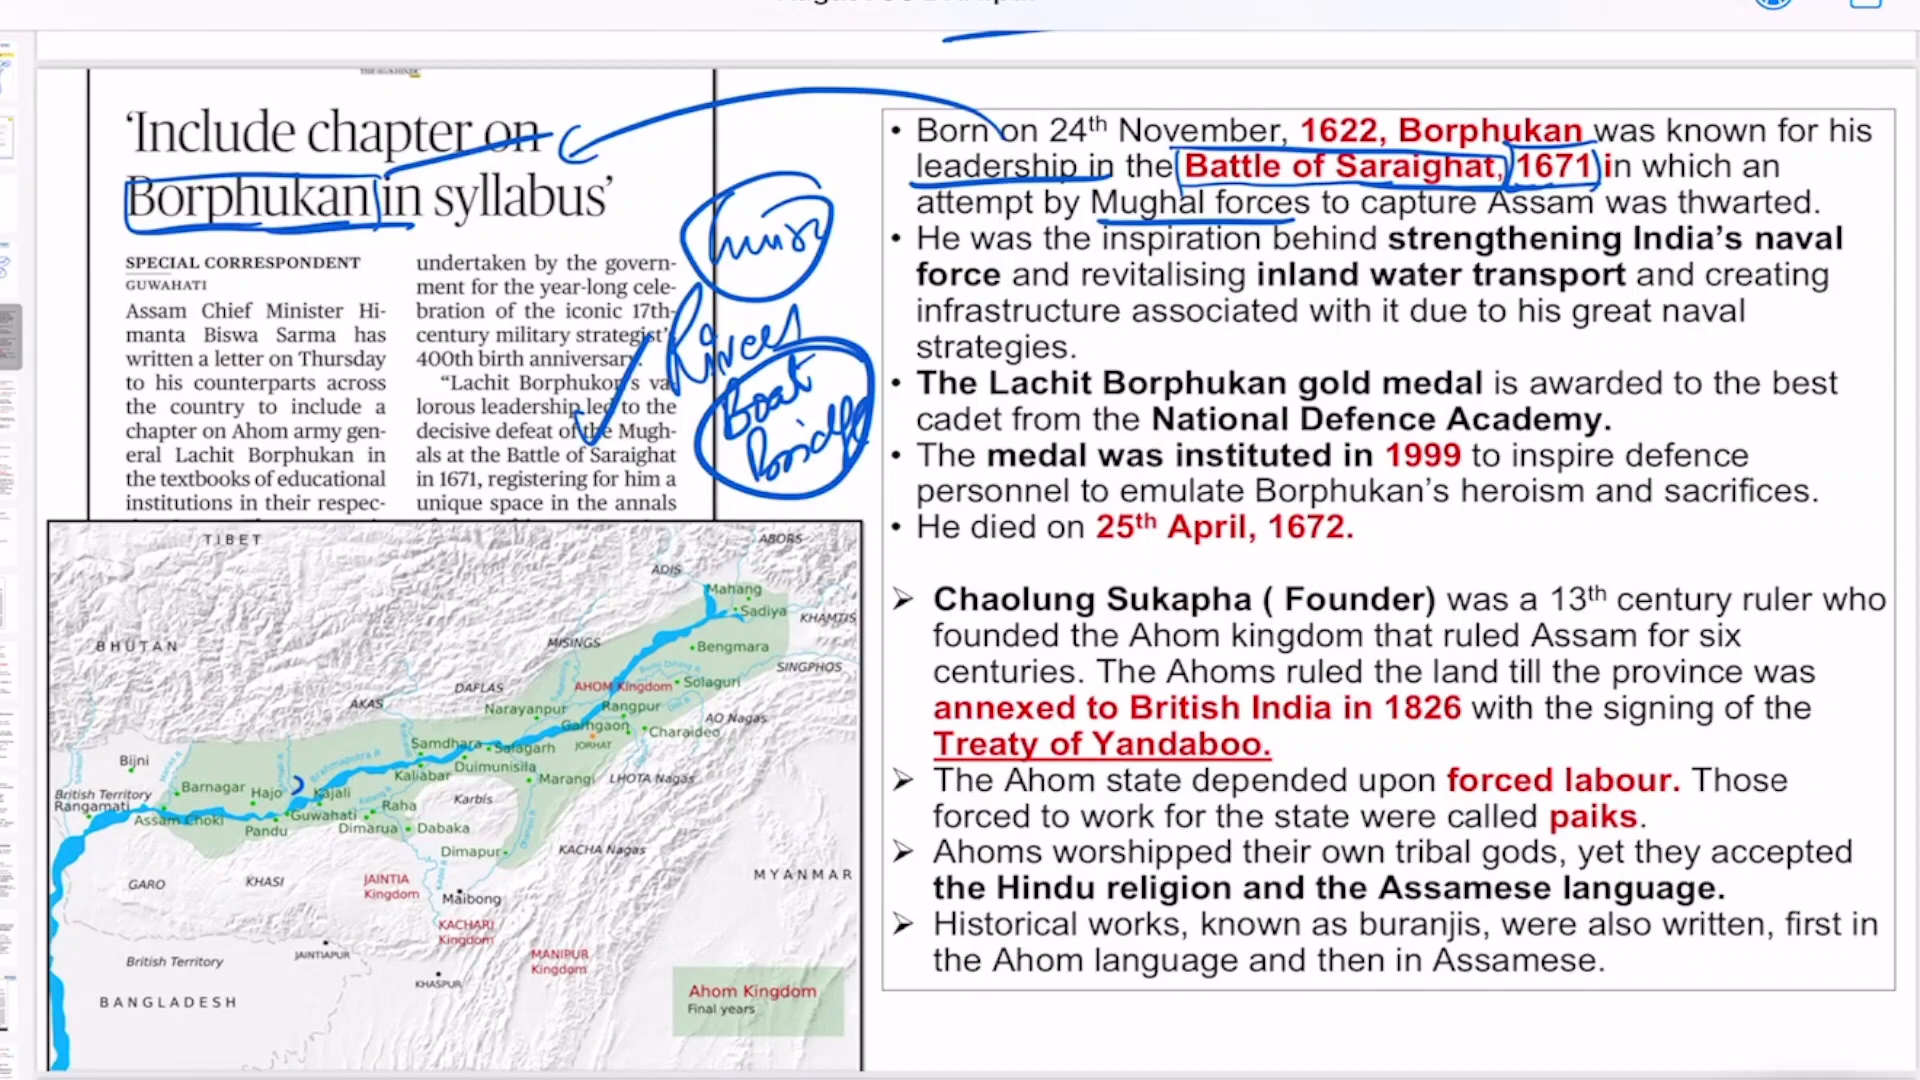 THE HINDU
‘Include chapter on
Borphukan in syllabus’
SPECIAL CORRESPONDENT
GUWAHATI
Assam Chief Minister Hi-
manta Biswa Sarma has
written a letter on Thursday
to his counterparts across
the country to include a
chapter on Ahom army gen-
eral Lachit Borphukan in
the textbooks of educational
institutions in their respec-
undertaken by the govern-
ment for the year-long cele-
bration of the iconic 17th-
century military strategist’
400th birth anniversary.
“Lachit Borphukon’s va-
lorous leadership led to the
decisive defeat of the Mugh-
als at the Battle of Saraighat
in 1671, registering for him a
unique space in the annals
Rivers
Boat
Bridge
• Born on 24th November, 1622, Borphukan was known for his
leadership in the Battle of Saraighat, 1671 in which an
attempt by Mughal forces to capture Assam was thwarted.
• He was the inspiration behind strengthening India’s naval
force and revitalising inland water transport and creating
infrastructure associated with it due to his great naval
strategies.
• The Lachit Borphukan gold medal is awarded to the best
cadet from the National Defence Academy.
• The medal was instituted in 1999 to inspire defence
personnel to emulate Borphukan’s heroism and sacrifices.
• He died on 25th April, 1672.
➢ Chaolung Sukapha ( Founder) was a 13th century ruler who
founded the Ahom kingdom that ruled Assam for six
centuries. The Ahoms ruled the land till the province was
annexed to British India in 1826 with the signing of the
Treaty of Yandaboo.
➢ The Ahom state depended upon forced labour. Those
forced to work for the state were called paiks.
➢ Ahoms worshipped their own tribal gods, yet they accepted
the Hindu religion and the Assamese language.
➢ Historical works, known as buranjis, were also written, first in
the Ahom language and then in Assamese.
TIBET
ABORS
ADIS
Mahang
Sadiya
KHAMTIS
BHUTAN
MISINGS
Bengmara
SINGPHOS
DAFLAS
AHOM Kingdom
Solaguri
AKAS
Narayanpur
Rangpur
AO Nagas
Garhgaon
Charaideo
JORHAT
Samdhara
Salagarh
Bijni
Brahmaputra R
Kaliabar
Duimunisila
Marangi
LHOTA Nagas
British Territory
Rangamati
Barnagar
Hajo
Kajali
Karbis
Assam Choki
Guwahati
Raha
Pandu
Dimarua
Dabaka
Dimapur
KACHA Nagas
GARO
KHASI
JAINTIA
Kingdom
Maibong
MYANMAR
KACHARI
Kingdom
British Territory
JAINTIAPUR
MANIPUR
Kingdom
KHASPUR
BANGLADESH
Ahom Kingdom
Final years